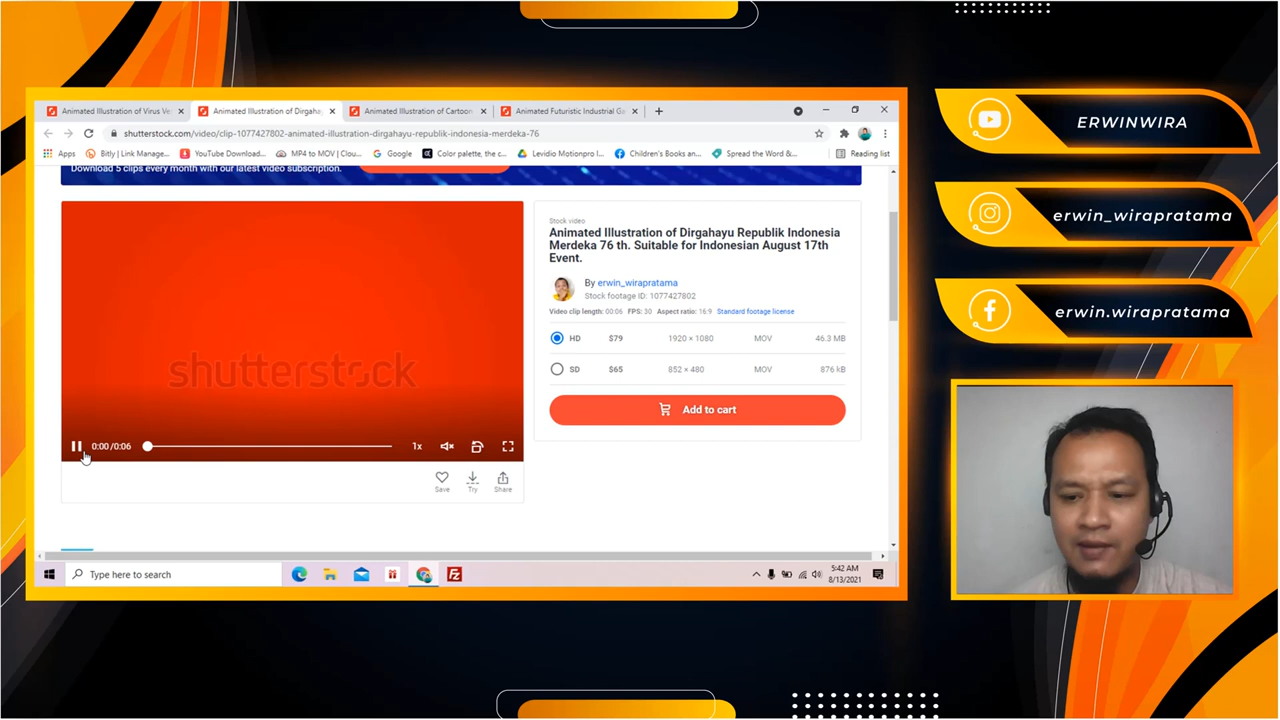 Animated Illustration of Virus Ve
Animated Illustration of Dirgaha
Animated Illustration of Cartoon
Animated Futuristic Industrial Ga
shutterstock.com/video/clip-1077427802-animated-illustration-dirgahayu-republik-indonesia-merdeka-76
Apps
Bitly | Link Manage...
YouTube Download...
MP4 to MOV | Clou...
Google
Color palette, the c...
Levidio Motionpro I...
Children's Books an...
Spread the Word &...
Reading list
Download 5 clips every month with our latest video subscription.
shutterstock
0:00 / 0:06
1x
Save
Try
Share
Stock video
Animated Illustration of Dirgahayu Republik Indonesia
Merdeka 76 th. Suitable for Indonesian August 17th
Event.
By erwin_wirapratama
Stock footage ID: 1077427802
Video clip length: 00:06 FPS: 30 Aspect ratio: 16:9 Standard footage license
HD $79 1920 × 1080 MOV 46.3 MB
SD $65 852 × 480 MOV 876 kB
Add to cart
Type here to search
5:42 AM
8/13/2021
ERWINWIRA
erwin_wirapratama
erwin.wirapratama